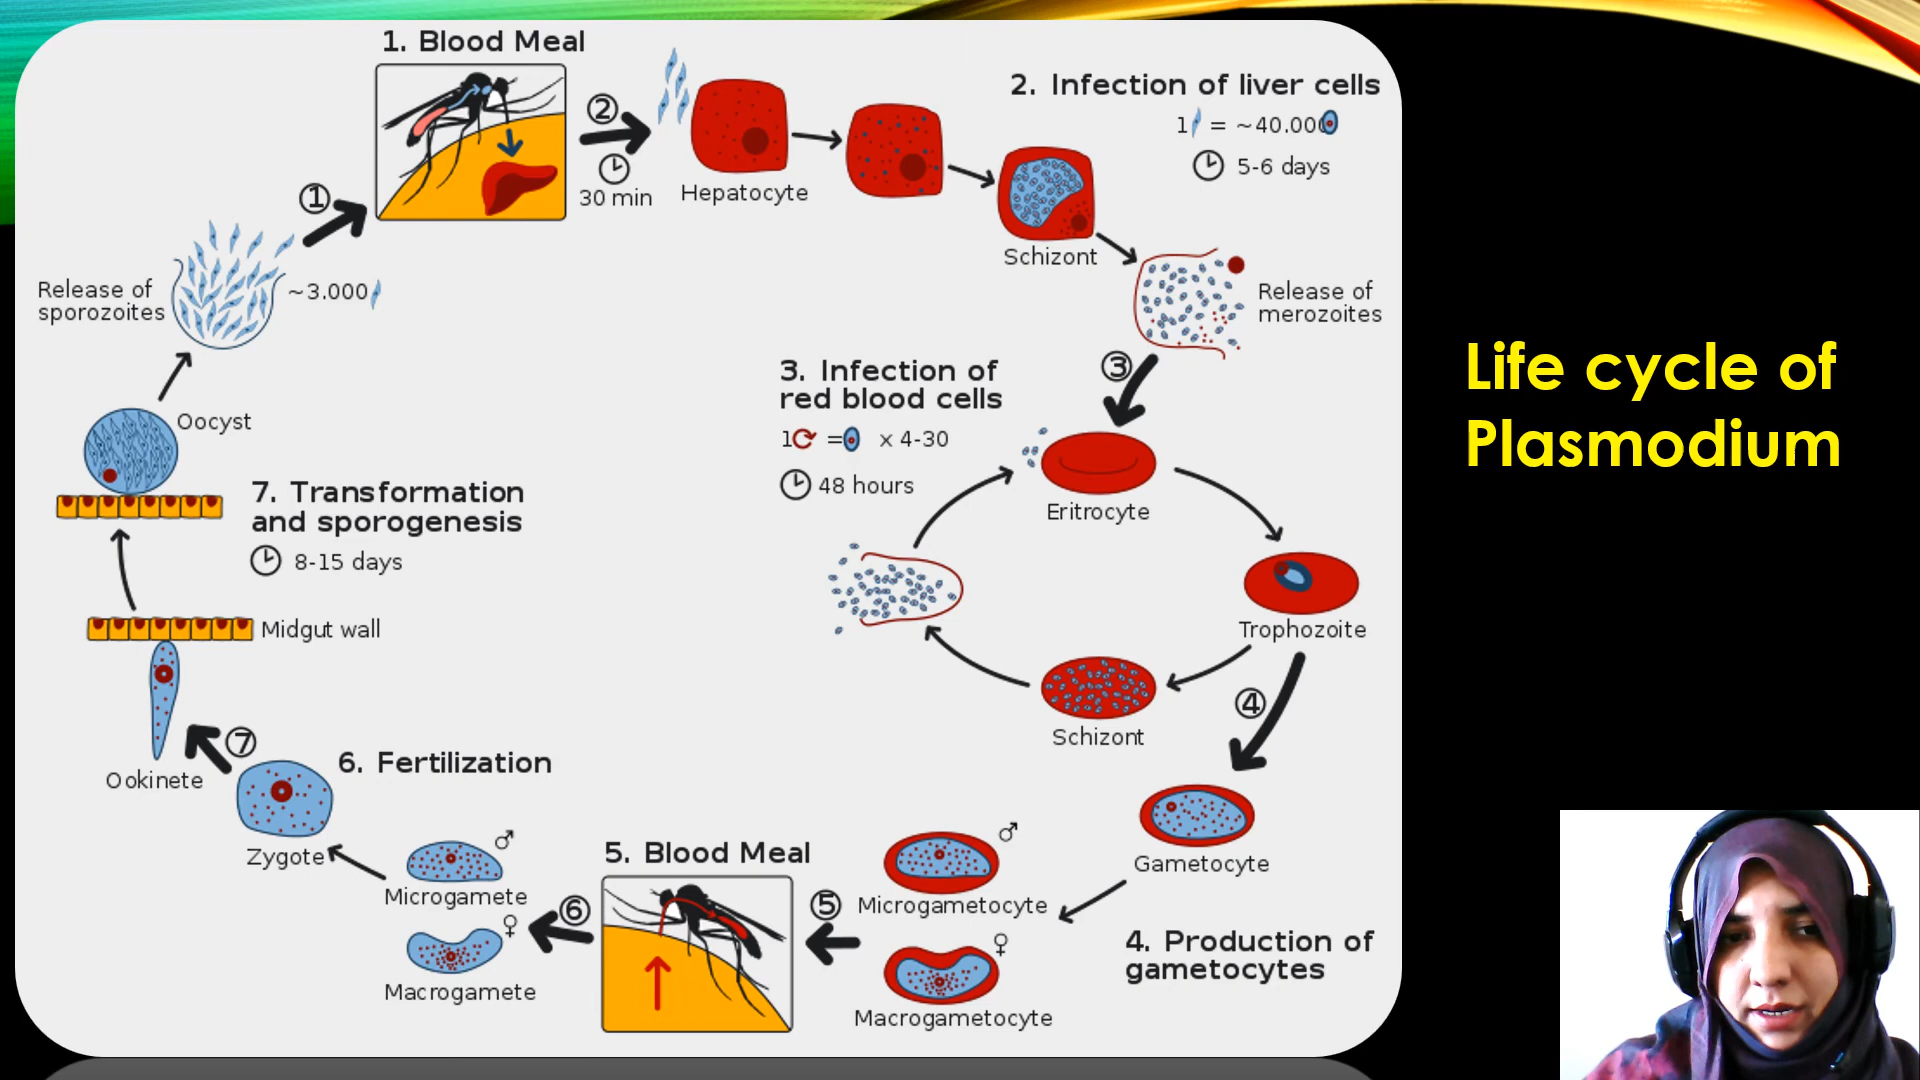 1. Blood Meal
①
②
30 min
Hepatocyte
2. Infection of liver cells
1 = ~40.000
5-6 days
Schizont
Release of
merozoites
Release of
sporozoites
~3.000
③
3. Infection of
red blood cells
1 = x 4-30
48 hours
Eritrocyte
Trophozoite
Schizont
④
Gametocyte
4. Production of
gametocytes
Microgametocyte
♂
Macrogametocyte
♀
⑤
5. Blood Meal
⑥
Microgamete
♂
Macrogamete
♀
6. Fertilization
Zygote
⑦
Ookinete
Midgut wall
7. Transformation
and sporogenesis
8-15 days
Oocyst
Life cycle of
Plasmodium